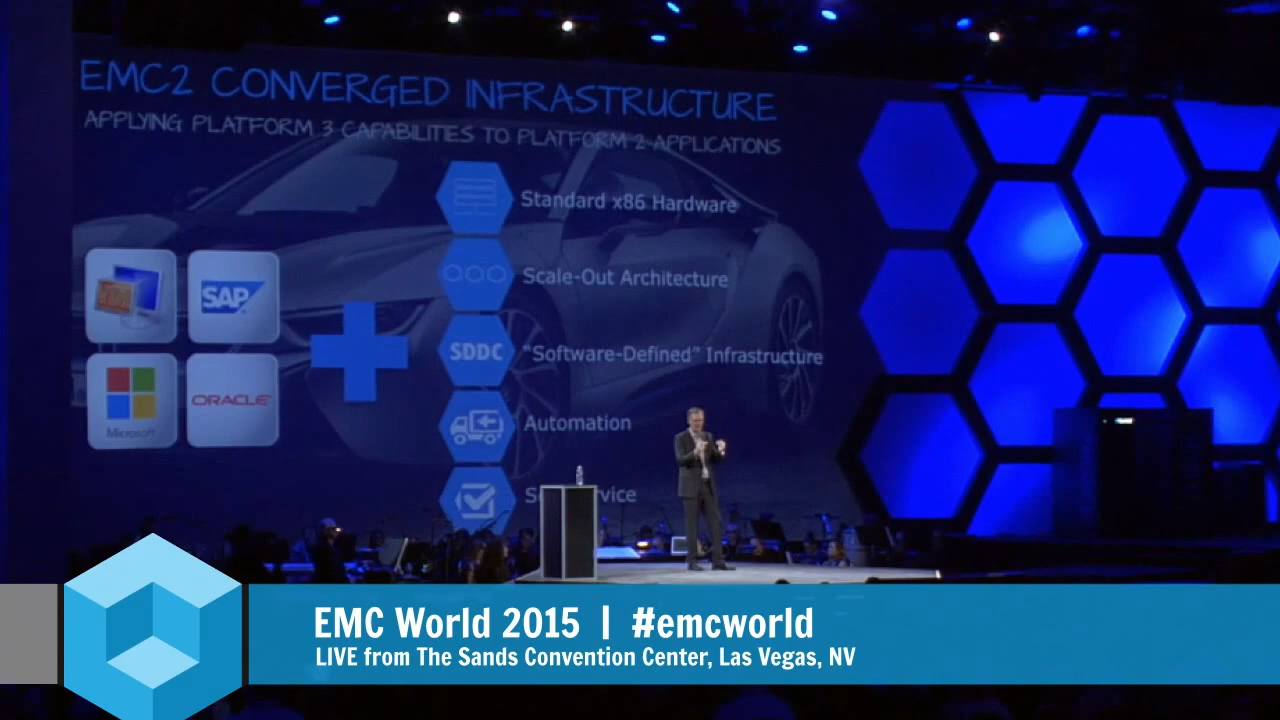 EMC2 CONVERGED INFRASTRUCTURE
APPLYING PLATFORM 3 CAPABILITIES TO PLATFORM 2 APPLICATIONS
Standard x86 Hardware
Scale-Out Architecture
SAP
SDDC
"Software-Defined" Infrastructure
Microsoft
ORACLE
Automation
EMC World 2015 | #emcworld
LIVE from The Sands Convention Center, Las Vegas, NV